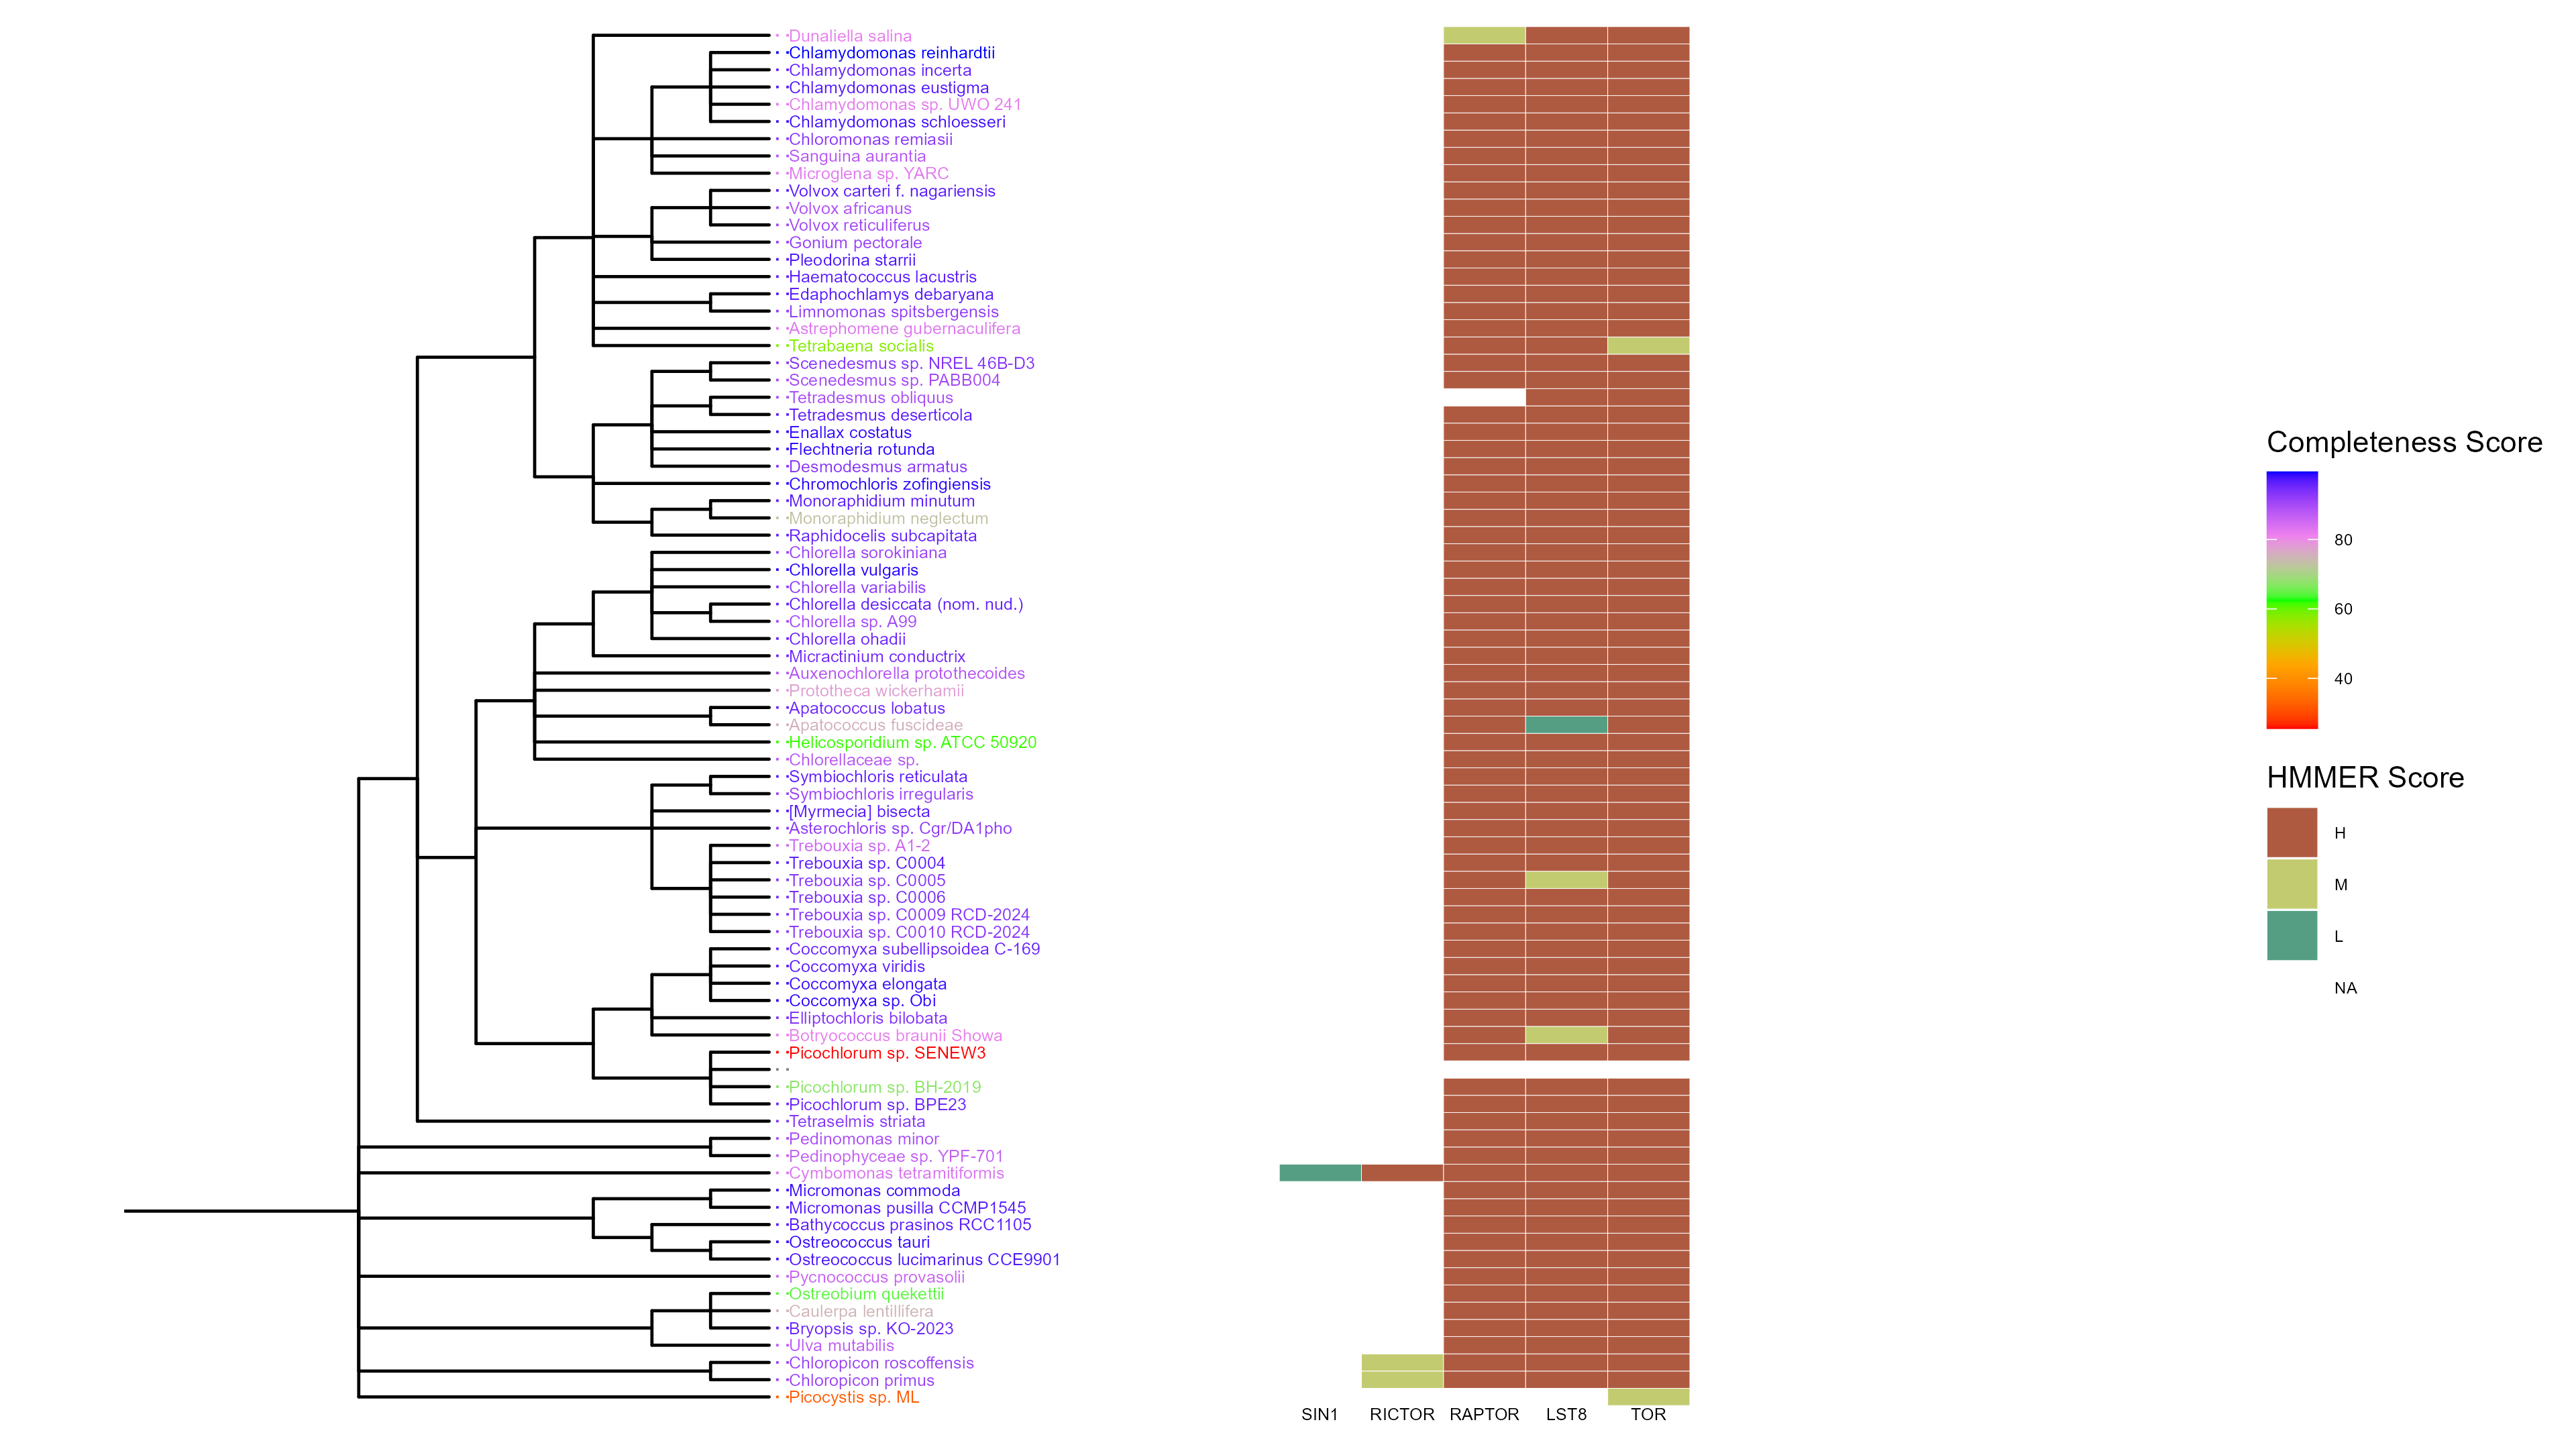 Dunaliella salina
Chlamydomonas reinhardtii
Chlamydomonas incerta
Chlamydomonas eustigma
Chlamydomonas sp. UWO 241
Chlamydomonas schloesseri
Chloromonas remiasii
Sanguina aurantia
Microglena sp. YARC
Volvox carteri f. nagariensis
Volvox africanus
Volvox reticuliferus
Gonium pectorale
Pleodorina starrii
Haematococcus lacustris
Edaphochlamys debaryana
Limnomonas spitsbergensis
Astrephomene gubernaculifera
Tetrabaena socialis
Scenedesmus sp. NREL 46B-D3
Scenedesmus sp. PABB004
Tetradesmus obliquus
Tetradesmus deserticola
Enallax costatus
Flechtneria rotunda
Desmodesmus armatus
Chromochloris zofingiensis
Monoraphidium minutum
Monoraphidium neglectum
Raphidocelis subcapitata
Chlorella sorokiniana
Chlorella vulgaris
Chlorella variabilis
Chlorella desiccata (nom. nud.)
Chlorella sp. A99
Chlorella ohadii
Micractinium conductrix
Auxenochlorella protothecoides
Prototheca wickerhamii
Apatococcus lobatus
Apatococcus fuscideae
Helicosporidium sp. ATCC 50920
Chlorellaceae sp.
Symbiochloris reticulata
Symbiochloris irregularis
[Myrmecia] bisecta
Asterochloris sp. Cgr/DA1pho
Trebouxia sp. A1-2
Trebouxia sp. C0004
Trebouxia sp. C0005
Trebouxia sp. C0006
Trebouxia sp. C0009 RCD-2024
Trebouxia sp. C0010 RCD-2024
Coccomyxa subellipsoidea C-169
Coccomyxa viridis
Coccomyxa elongata
Coccomyxa sp. Obi
Elliptochloris bilobata
Botryococcus braunii Showa
Picochlorum sp. SENEW3
Picochlorum sp. BH-2019
Picochlorum sp. BPE23
Tetraselmis striata
Pedinomonas minor
Pedinophyceae sp. YPF-701
Cymbomonas tetramitiformis
Micromonas commoda
Micromonas pusilla CCMP1545
Bathycoccus prasinos RCC1105
Ostreococcus tauri
Ostreococcus lucimarinus CCE9901
Pycnococcus provasolii
Ostreobium quekettii
Caulerpa lentillifera
Bryopsis sp. KO-2023
Ulva mutabilis
Chloropicon roscoffensis
Chloropicon primus
Picocystis sp. ML
SIN1 RICTOR RAPTOR LST8 TOR
Completeness Score
80
60
40
HMMER Score
H
M
L
NA